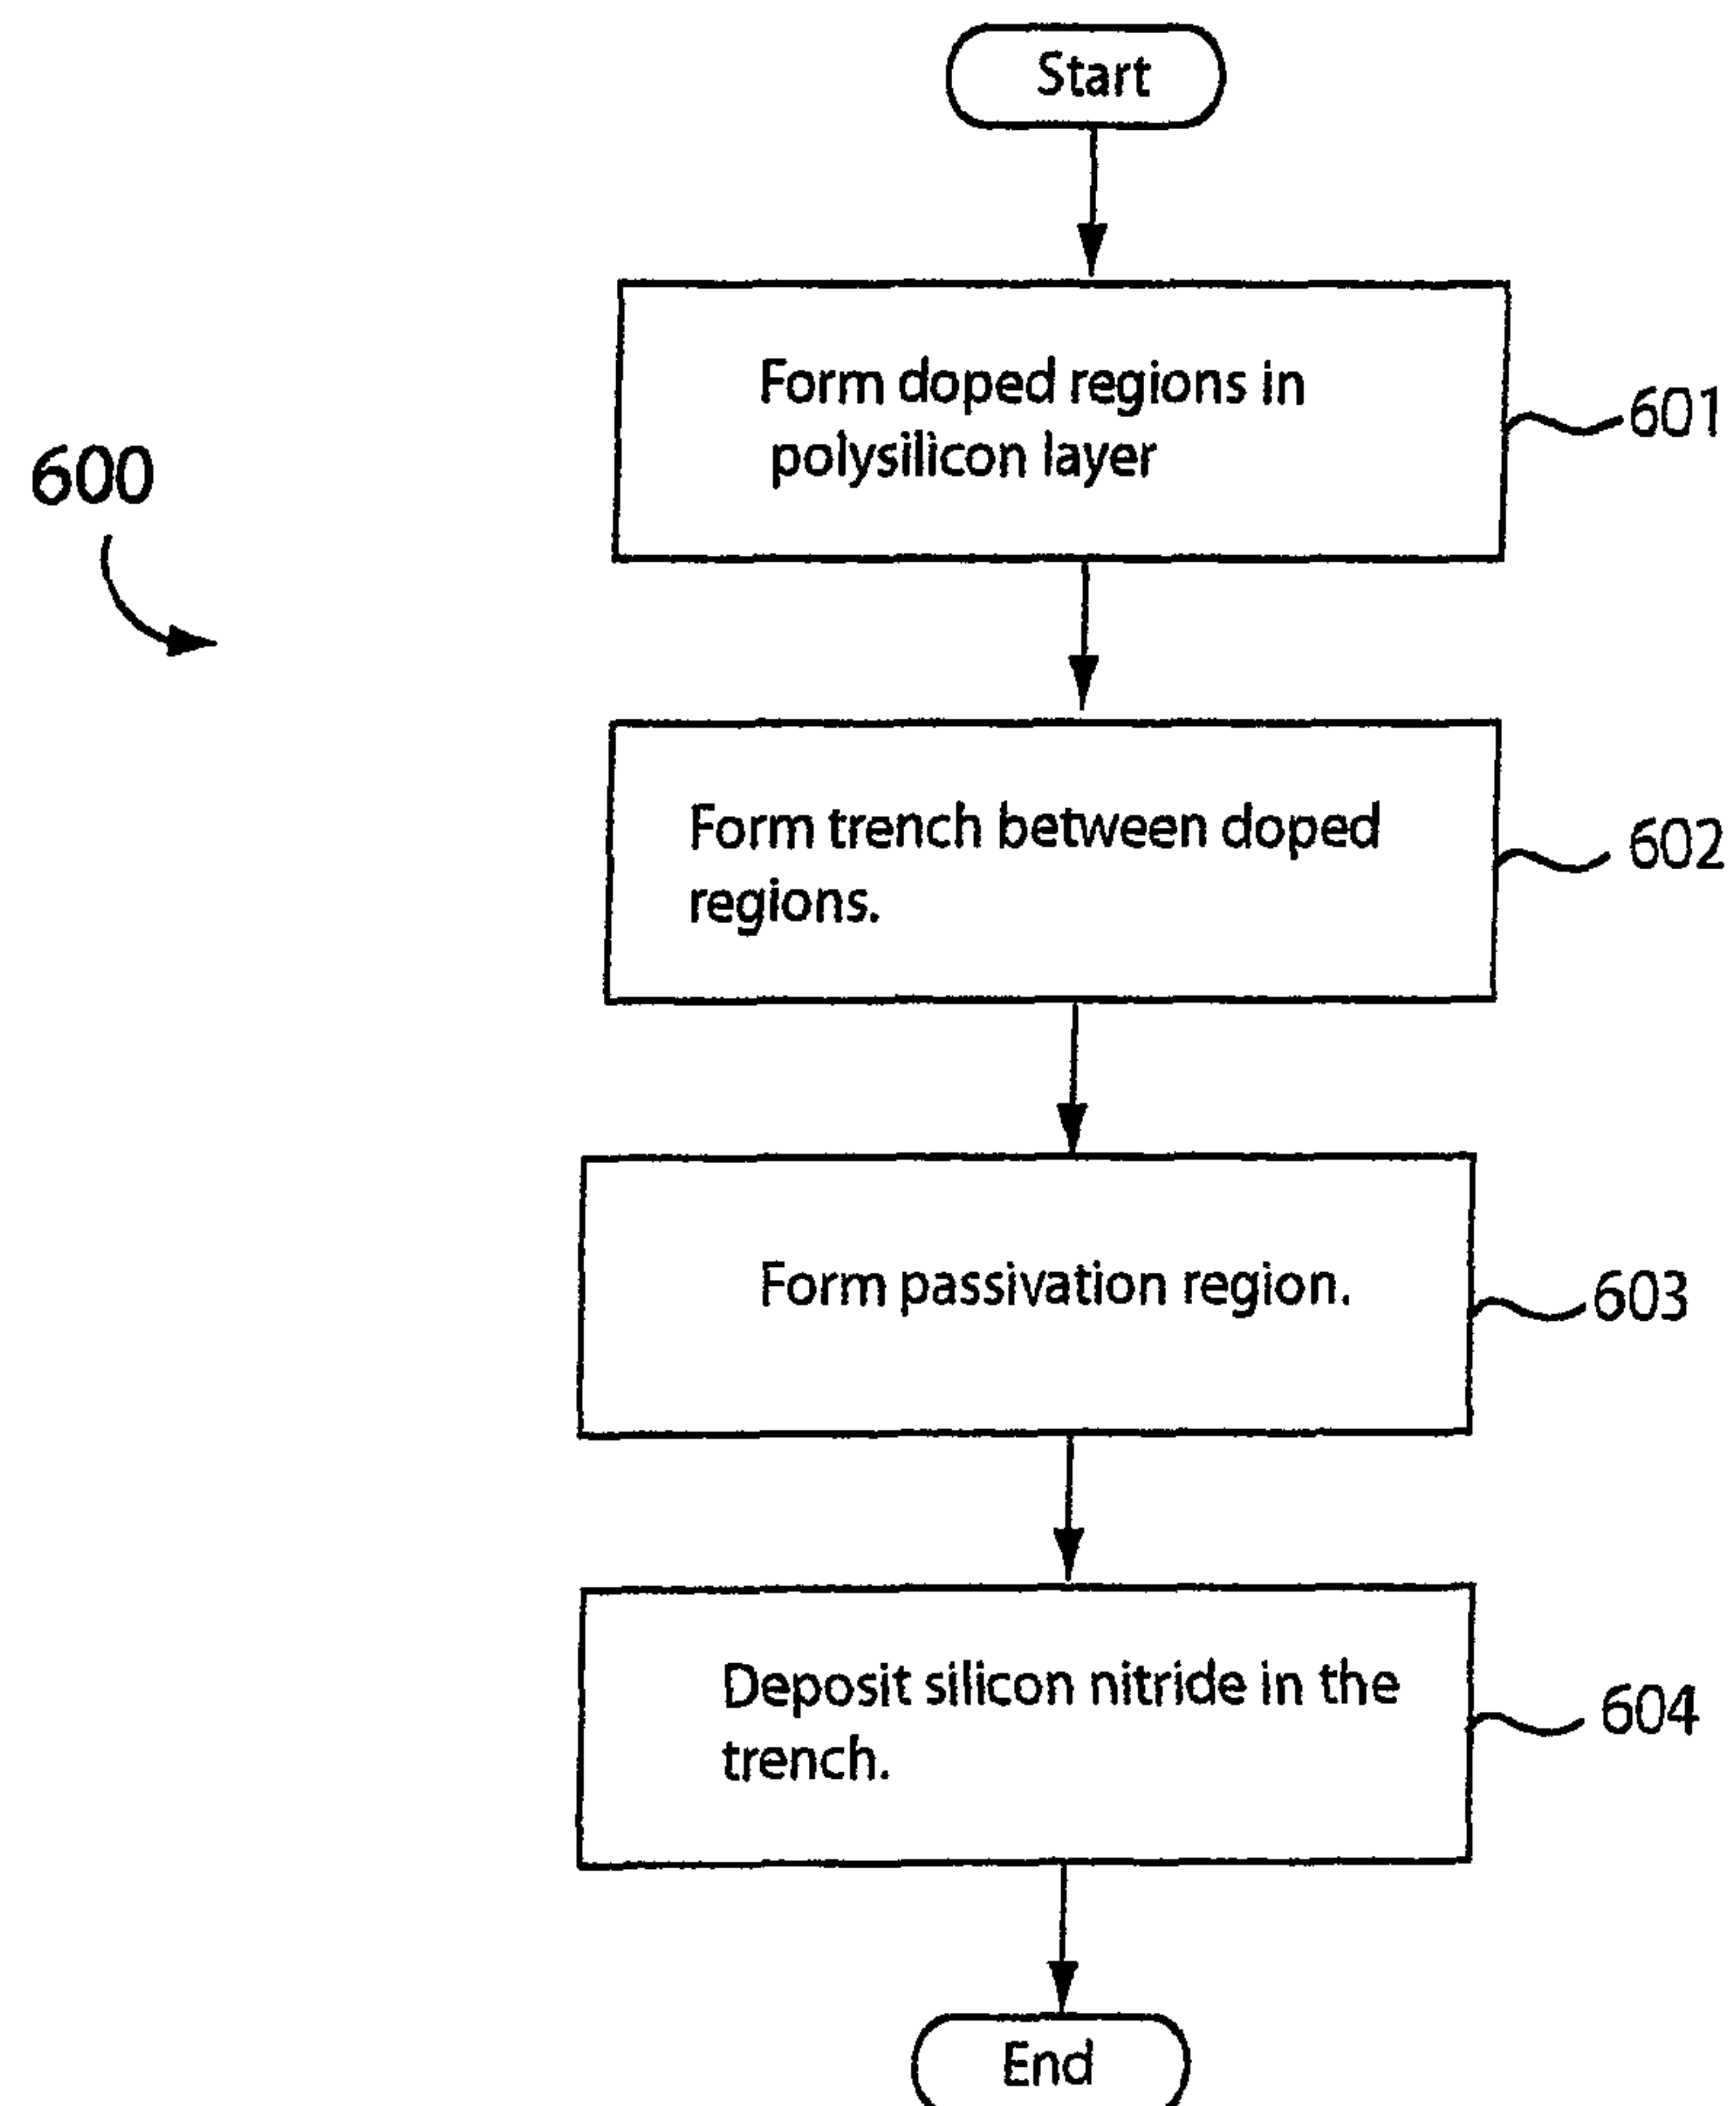 Start
Form doped regions in
polysilicon layer
601
600
Form trench between doped
regions.
602
Form passivation region.
603
Deposit silicon nitride in the
trench.
604
End